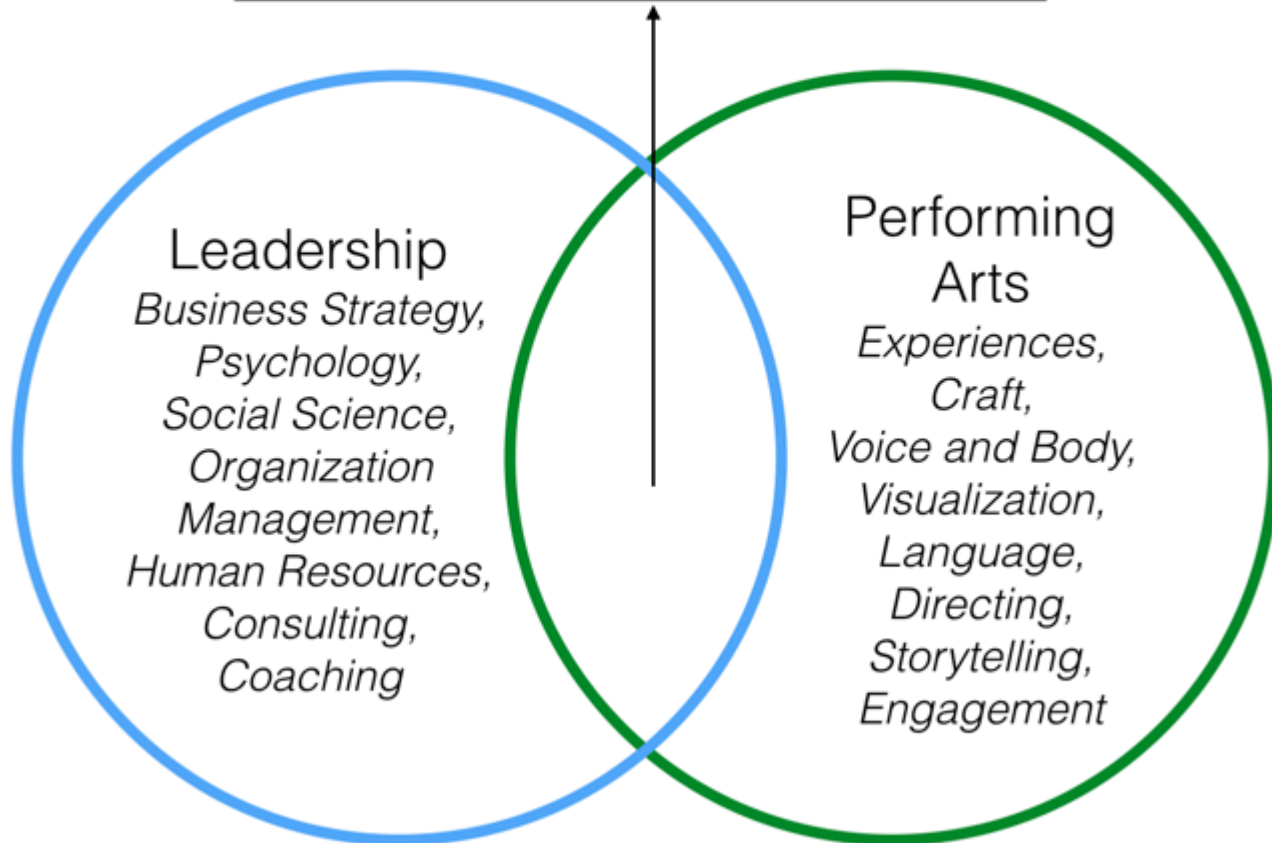 Leadership
Business Strategy,
Psychology,
Social Science,
Organization
Management,
Human Resources,
Consulting,
Coaching
Performing
Arts
Experiences,
Craft,
Voice and Body,
Visualization,
Language,
Directing,
Storytelling,
Engagement